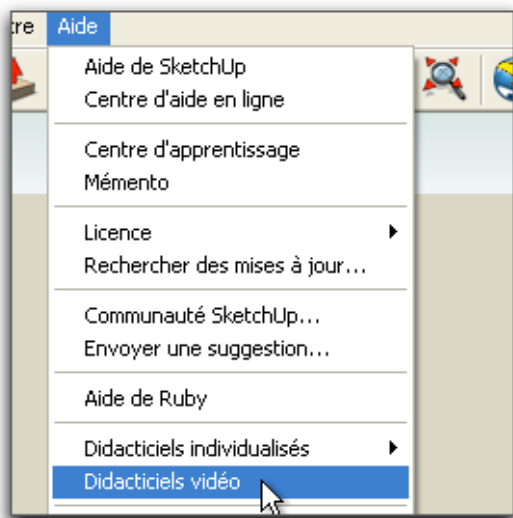 tre Aide
Aide de SketchUp
Centre d'aide en ligne
Centre d'apprentissage
Mémento
Licence
Rechercher des mises à jour...
Communauté SketchUp...
Envoyer une suggestion...
Aide de Ruby
Didacticiels individualisés
Didacticiels vidéo